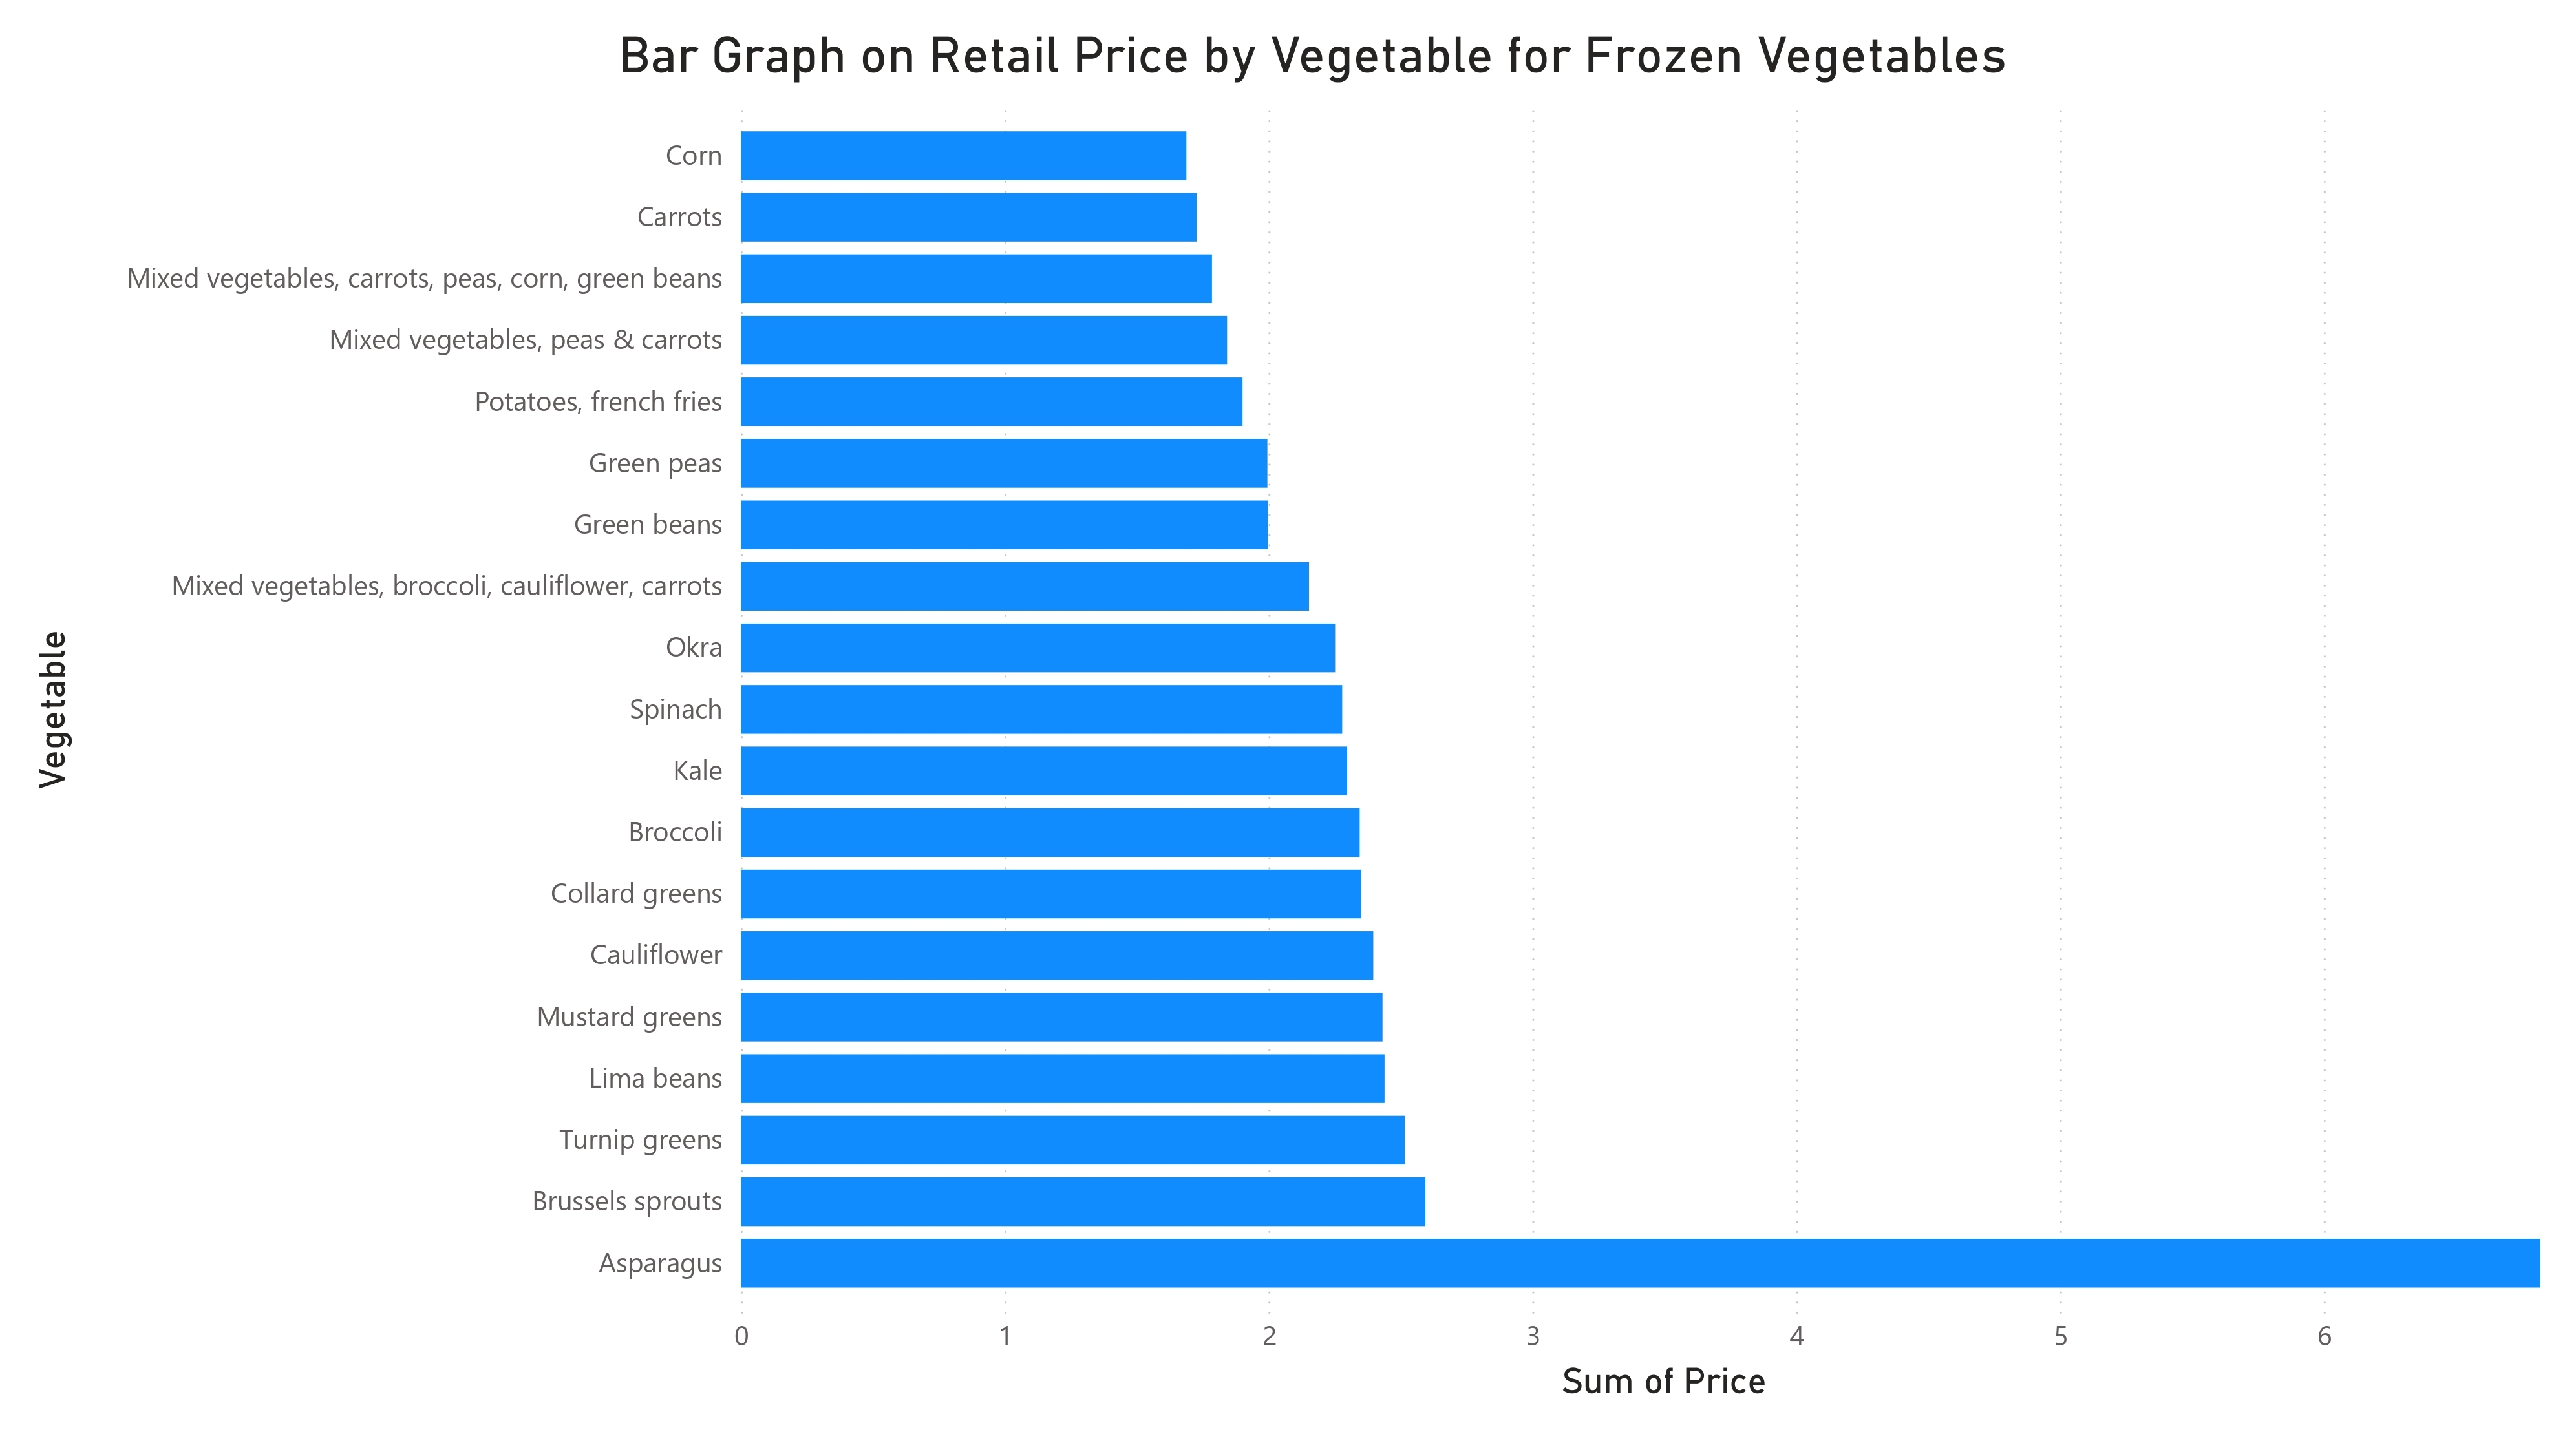 Bar Graph on Retail Price by Vegetable for Frozen Vegetables
Vegetable
Corn
Carrots
Mixed vegetables, carrots, peas, corn, green beans
Mixed vegetables, peas & carrots
Potatoes, french fries
Green peas
Green beans
Mixed vegetables, broccoli, cauliflower, carrots
Okra
Spinach
Kale
Broccoli
Collard greens
Cauliflower
Mustard greens
Lima beans
Turnip greens
Brussels sprouts
Asparagus
0 1 2 3 4 5 6
Sum of Price